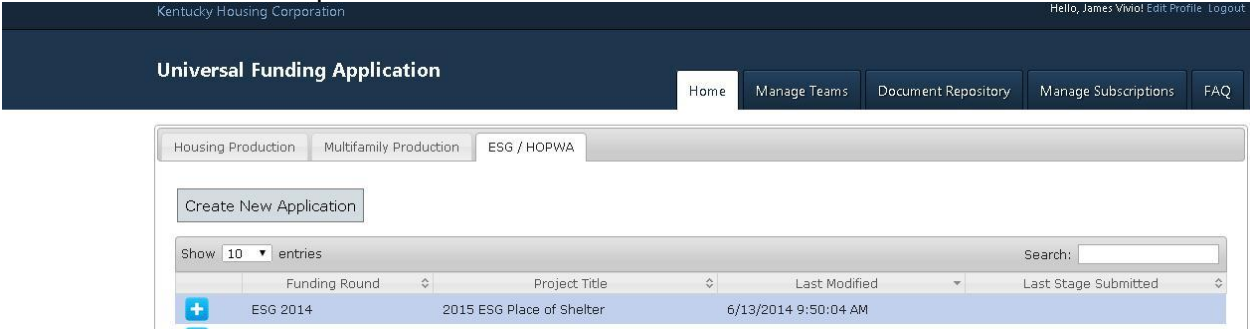 Kentucky Housing Corporation
Hello, James Vivio! Edit Profile Logout
Universal Funding Application
Home Manage Teams Document Repository Manage Subscriptions FAQ
Housing Production Multifamily Production ESG / HOPWA
Create New Application
Show 10 entries Search:
Funding Round Project Title Last Modified Last Stage Submitted
ESG 2014 2015 ESG Place of Shelter 6/13/2014 9:50:04 AM